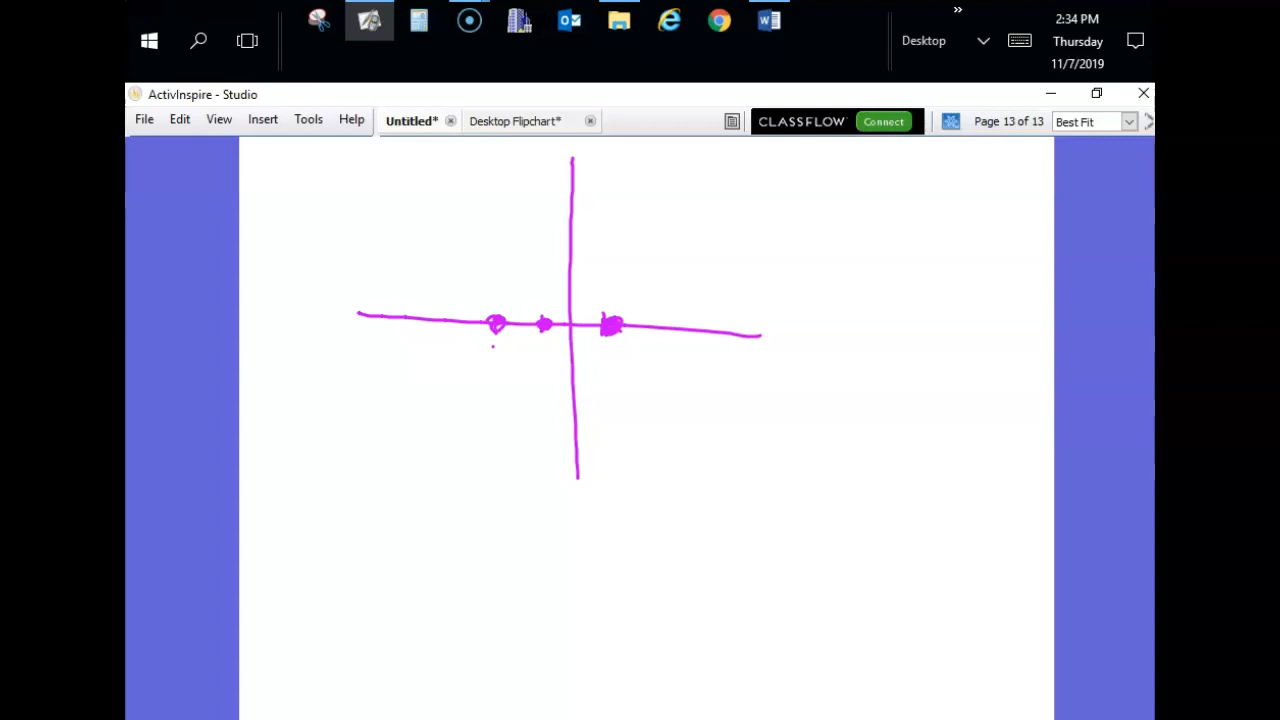 2:34 PM
Desktop
Thursday
11/7/2019
ActivInspire - Studio
File Edit View Insert Tools Help Untitled* Desktop Flipchart* CLASSFLOW Connect Page 13 of 13 Best Fit